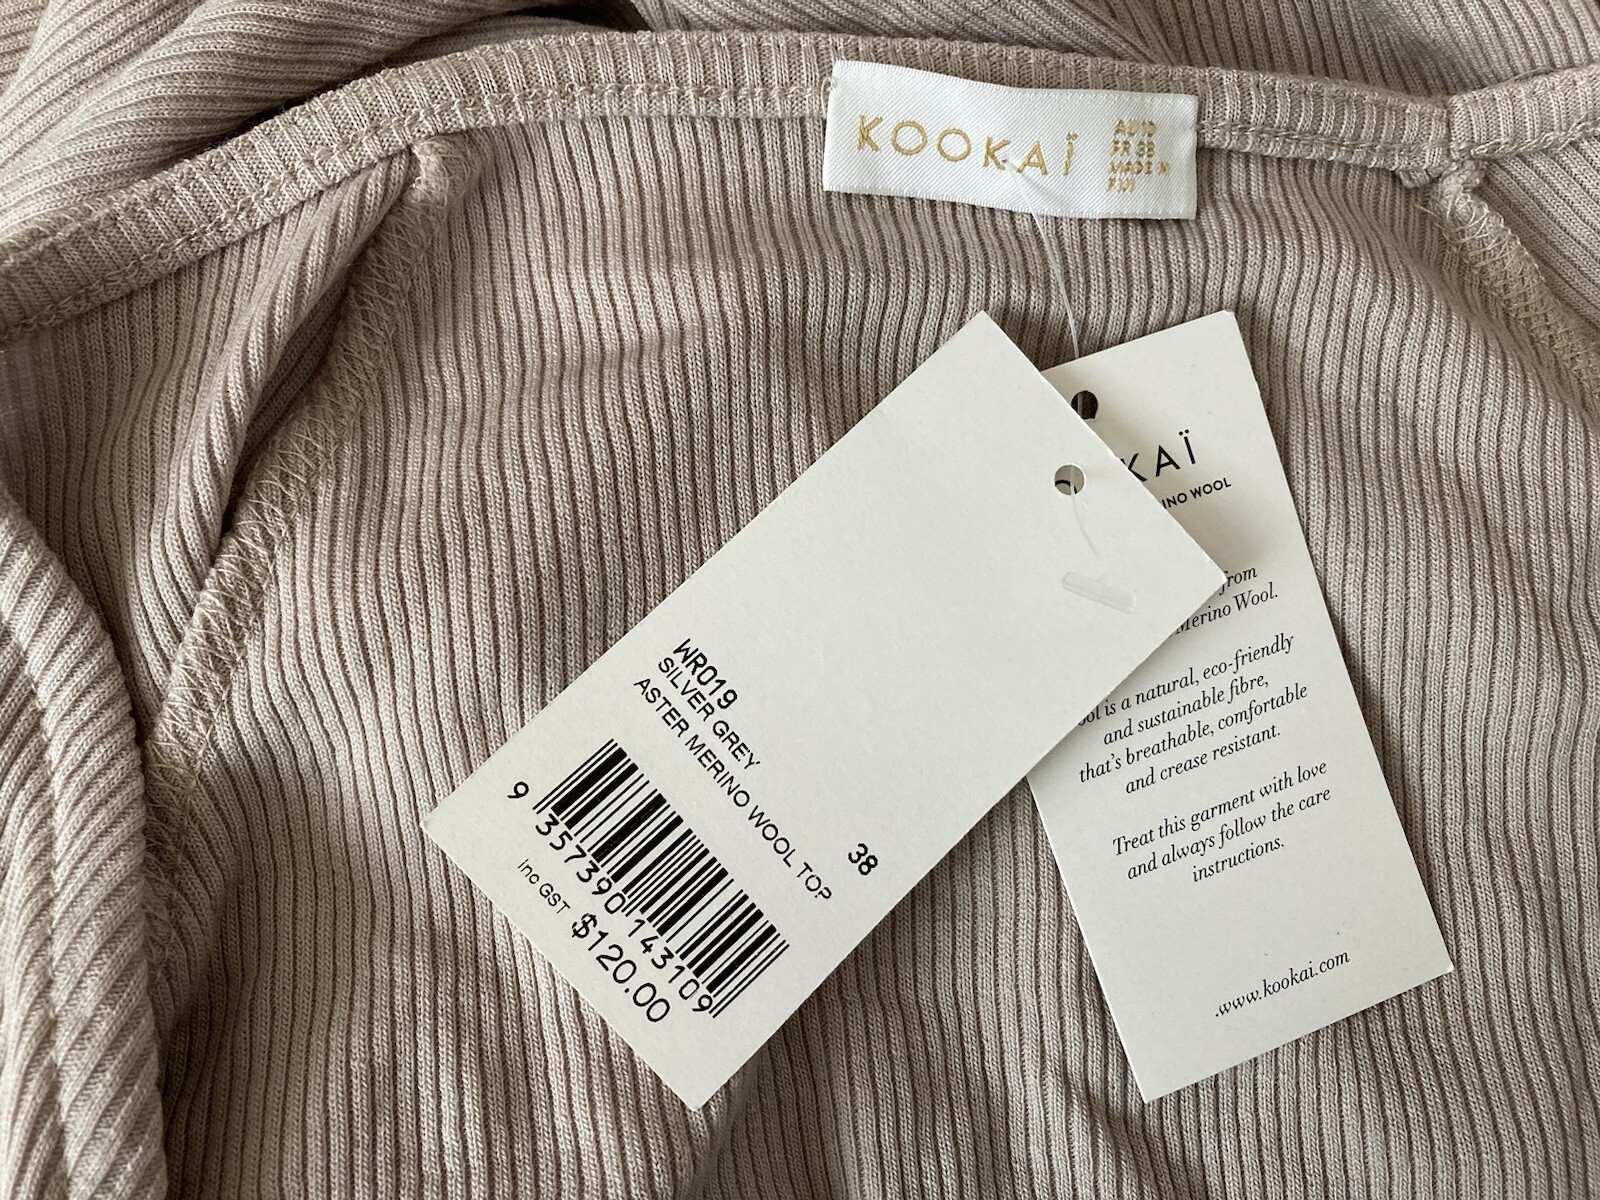 KOOKAÏ
AU10
FR 38
MADE IN
FIJI
WR019
SILVER GREY
ASTER MERINO WOOL TOP
38
9 357390 143109
Inc GST $120.00
KAÏ
WOOL
from
Merino Wool.
is a natural, eco-friendly
and sustainable fibre,
that's breathable, comfortable
and crease resistant.
Treat this garment with love
and always follow the care
instructions.
.www.kookai.com